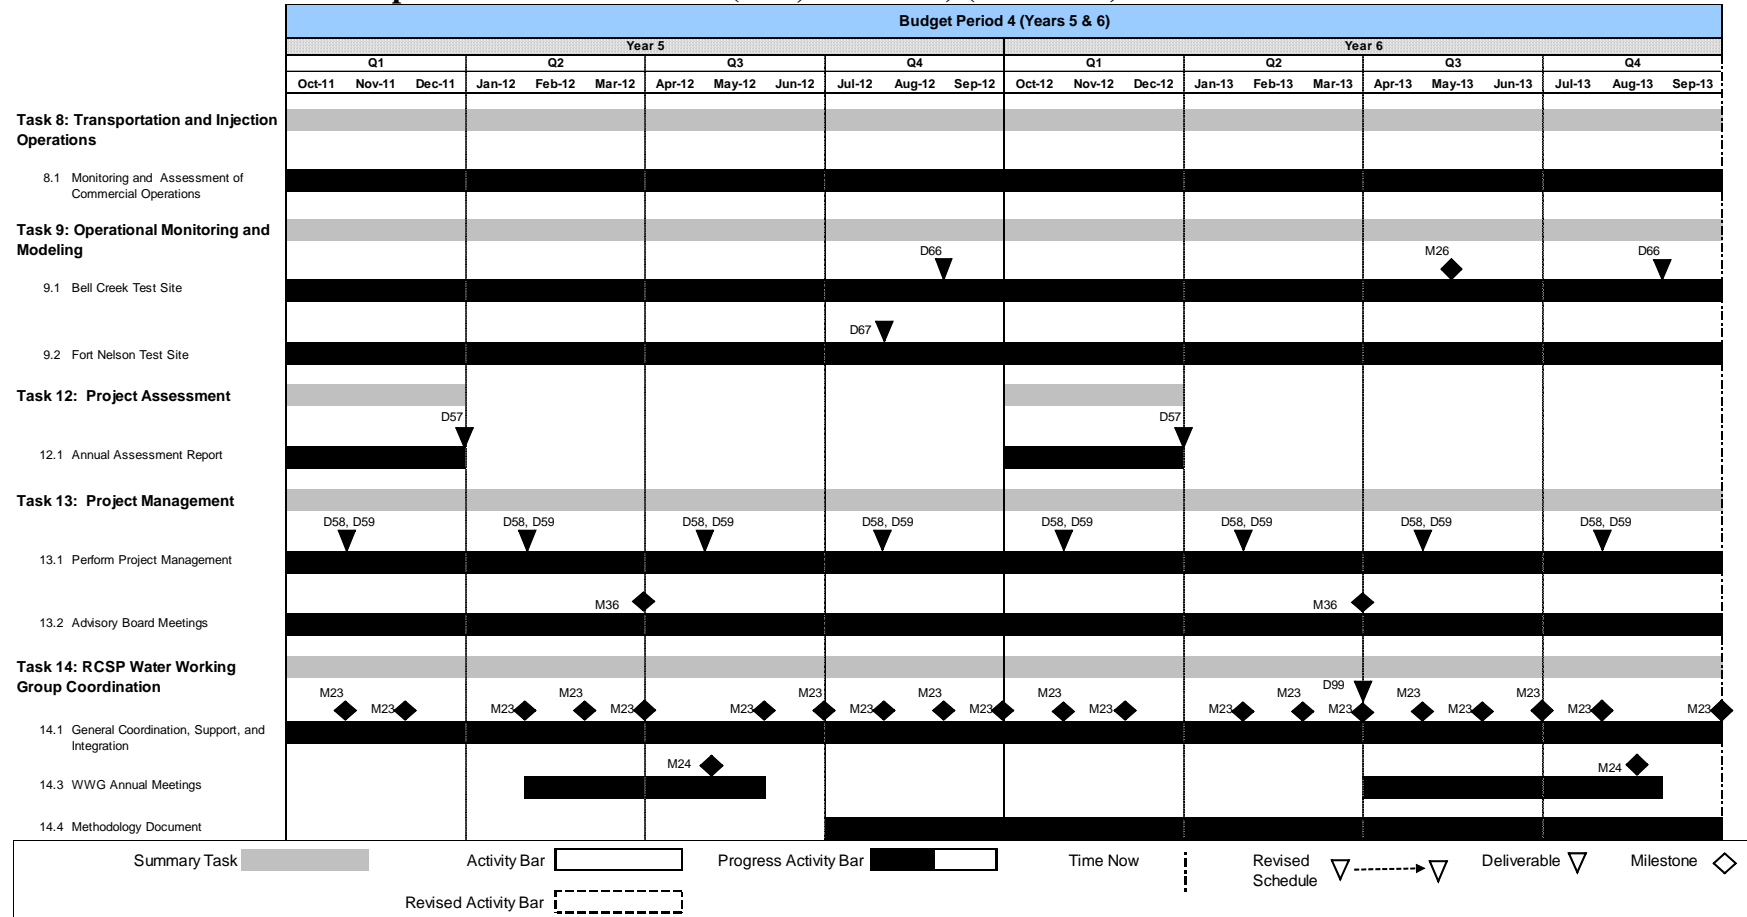 Budget Period 4 (Years 5 & 6)
Year 5 Year 6
Q1 Q2 Q3 Q4 Q1 Q2 Q3 Q4
Oct-11 Nov-11 Dec-11 Jan-12 Feb-12 Mar-12 Apr-12 May-12 Jun-12 Jul-12 Aug-12 Sep-12 Oct-12 Nov-12 Dec-12 Jan-13 Feb-13 Mar-13 Apr-13 May-13 Jun-13 Jul-13 Aug-13 Sep-13
Task 8: Transportation and Injection
Operations
8.1 Monitoring and Assessment of
Commercial Operations
Task 9: Operational Monitoring and
Modeling
D66 M26 D66
9.1 Bell Creek Test Site
D67
9.2 Fort Nelson Test Site
Task 12: Project Assessment
D57 D57
12.1 Annual Assessment Report
Task 13: Project Management
D58, D59 D58, D59 D58, D59 D58, D59 D58, D59 D58, D59 D58, D59 D58, D59
13.1 Perform Project Management
M36 M36
13.2 Advisory Board Meetings
Task 14: RCSP Water Working
Group Coordination
D99
M23 M23 M23 M23 M23 M23 M23 M23 M23
M23 M23 M23 M23 M23 M23 M23 M23 M23 M23 M23 M23
14.1 General Coordination, Support, and
Integration
M24 M24
14.3 WWG Annual Meetings
14.4 Methodology Document
Summary Task Activity Bar Progress Activity Bar Time Now Revised Deliverable Milestone
Schedule
Revised Activity Bar